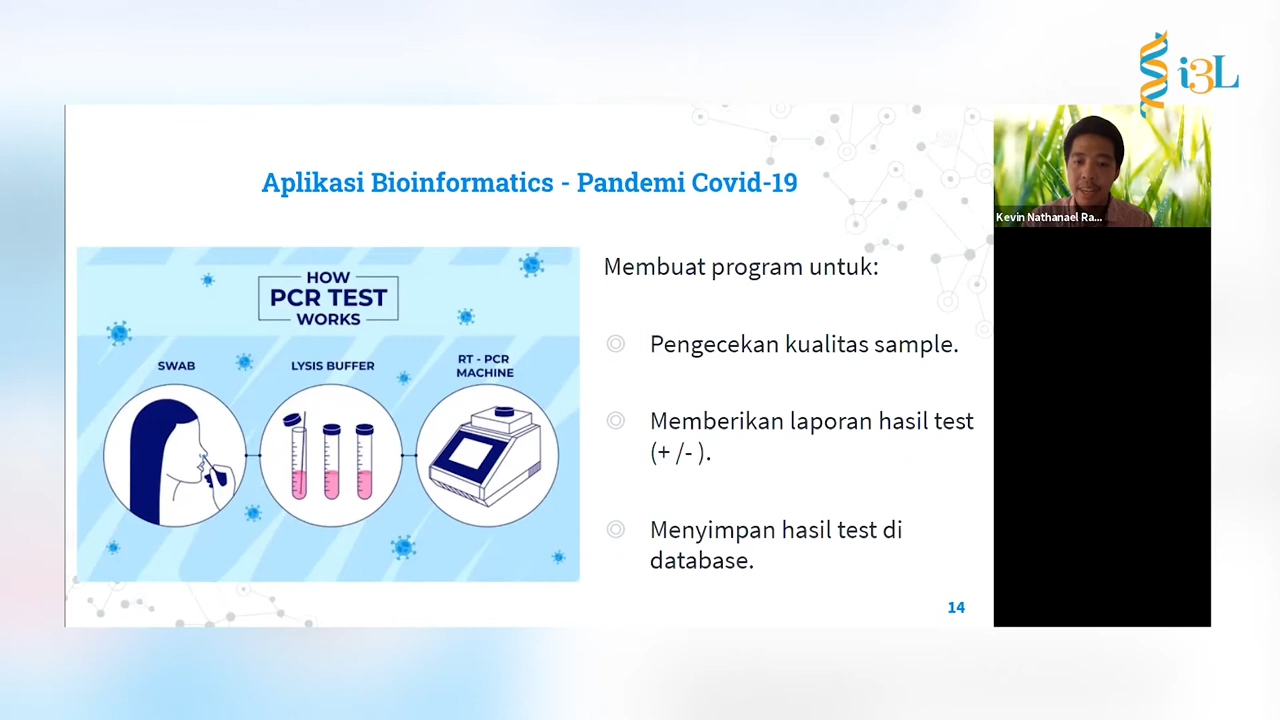 i3L
Aplikasi Bioinformatics - Pandemi Covid-19
Kevin Nathanael Ra...
HOW
PCR TEST
WORKS
SWAB
LYSIS BUFFER
RT - PCR
MACHINE
Membuat program untuk:
Pengecekan kualitas sample.
Memberikan laporan hasil test
(+ /- ).
Menyimpan hasil test di
database.
14